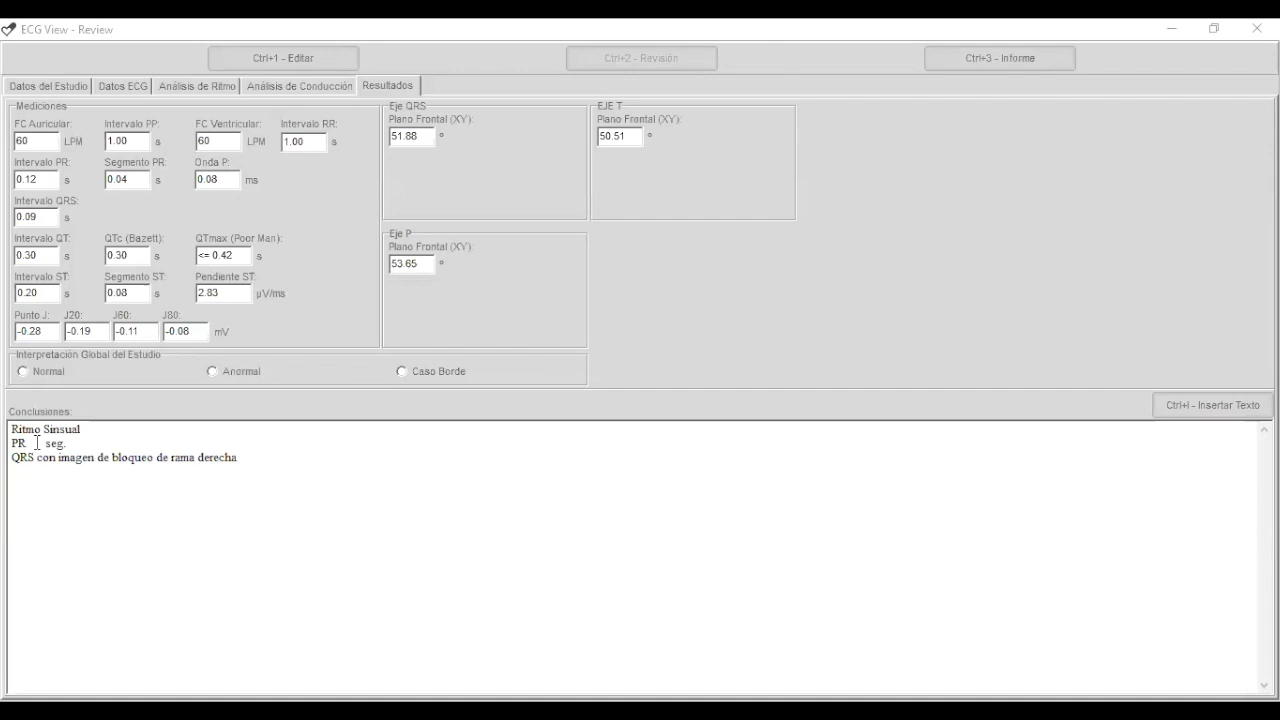 ECG View - Review
Ctrl+1 - Editar
Ctrl+2 - Revisión
Ctrl+3 - Informe
Datos del Estudio
Datos ECG
Análisis de Ritmo
Análisis de Conducción
Resultados
Mediciones
FC Auricular: Intervalo PP: FC Ventricular: Intervalo RR:
60 LPM 1.00 s 60 LPM 1.00 s
Intervalo PR: Segmento PR: Onda P:
0.12 s 0.04 s 0.08 ms
Intervalo QRS:
0.09 s
Intervalo QT: QTc (Bazett): QTmax (Poor Man):
0.30 s 0.30 s <= 0.42 s
Intervalo ST: Segmento ST: Pendiente ST:
0.20 s 0.08 s 2.83 µV/ms
Punto J: J20: J60: J80:
-0.28 -0.19 -0.11 -0.08 mV
Eje QRS
Plano Frontal (XY):
51.88 º
EJE T
Plano Frontal (XY):
50.51 º
Eje P
Plano Frontal (XY):
53.65 º
Interpretación Global del Estudio
Normal
Anormal
Caso Borde
Conclusiones:
Ctrl+I - Insertar Texto
Ritmo Sinsual
PR seg.
QRS con imagen de bloqueo de rama derecha